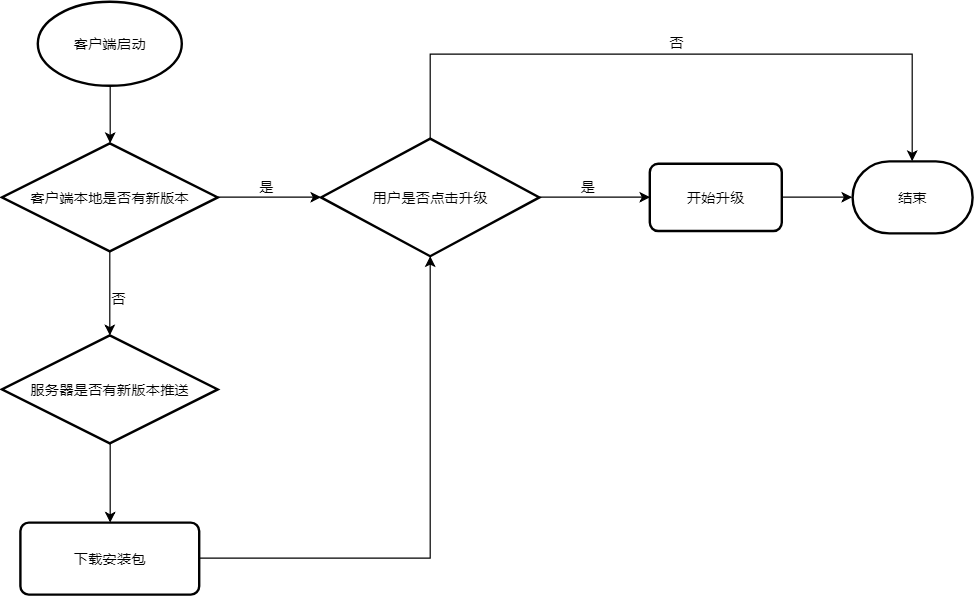 客户端启动
否
客户端本地是否有新版本
是
用户是否点击升级
是
开始升级
结束
否
服务器是否有新版本推送
下载安装包